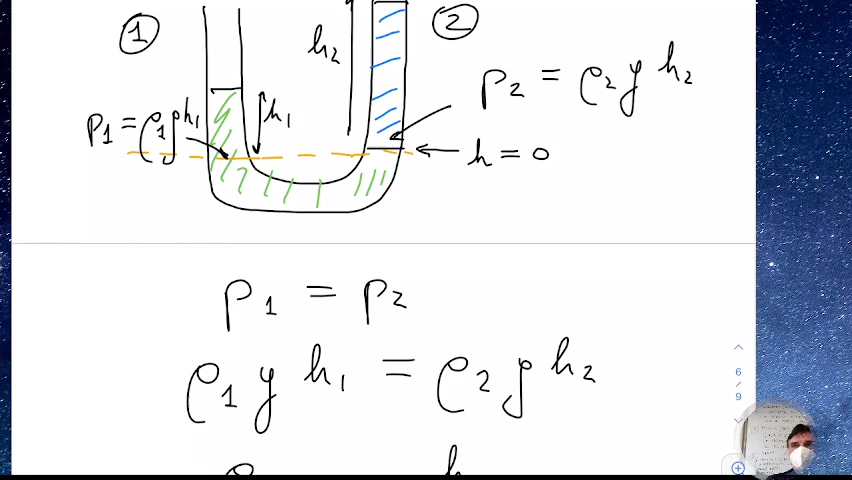 ① ②
h₂
p₂ = ρ₂ g h₂
h₁
p₁ = ρ₁ g h₁
h = 0
p₁ = p₂
ρ₁ g h₁ = ρ₂ g h₂
6
/
9